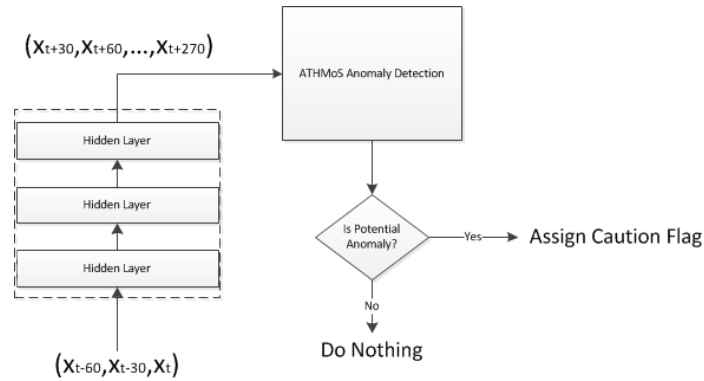 (Xt+30,Xt+60,...,Xt+270)
ATHMoS Anomaly Detection
Hidden Layer
Hidden Layer
Hidden Layer
Is Potential
Anomaly?
Yes
Assign Caution Flag
No
Do Nothing
(Xt-60,Xt-30,Xt)